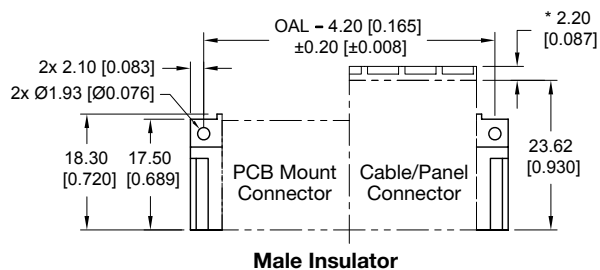 OAL – 4.20 [0.165]
±0.20 [±0.008]
* 2.20
[0.087]
2x 2.10 [0.083]
2x Ø1.93 [Ø0.076]
18.30
[0.720]
17.50
[0.689]
PCB Mount
Connector
Cable/Panel
Connector
23.62
[0.930]
Male Insulator